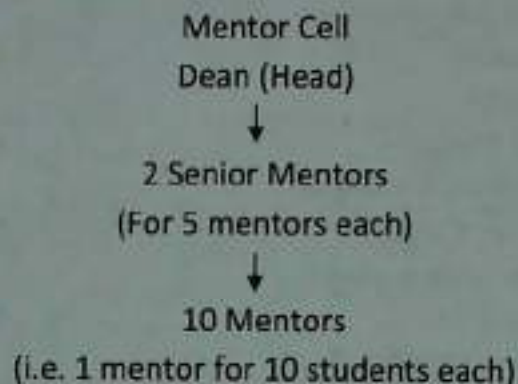 Mentor Cell
Dean (Head)
2 Senior Mentors
(For 5 mentors each)
10 Mentors
(i.e. 1 mentor for 10 students each)